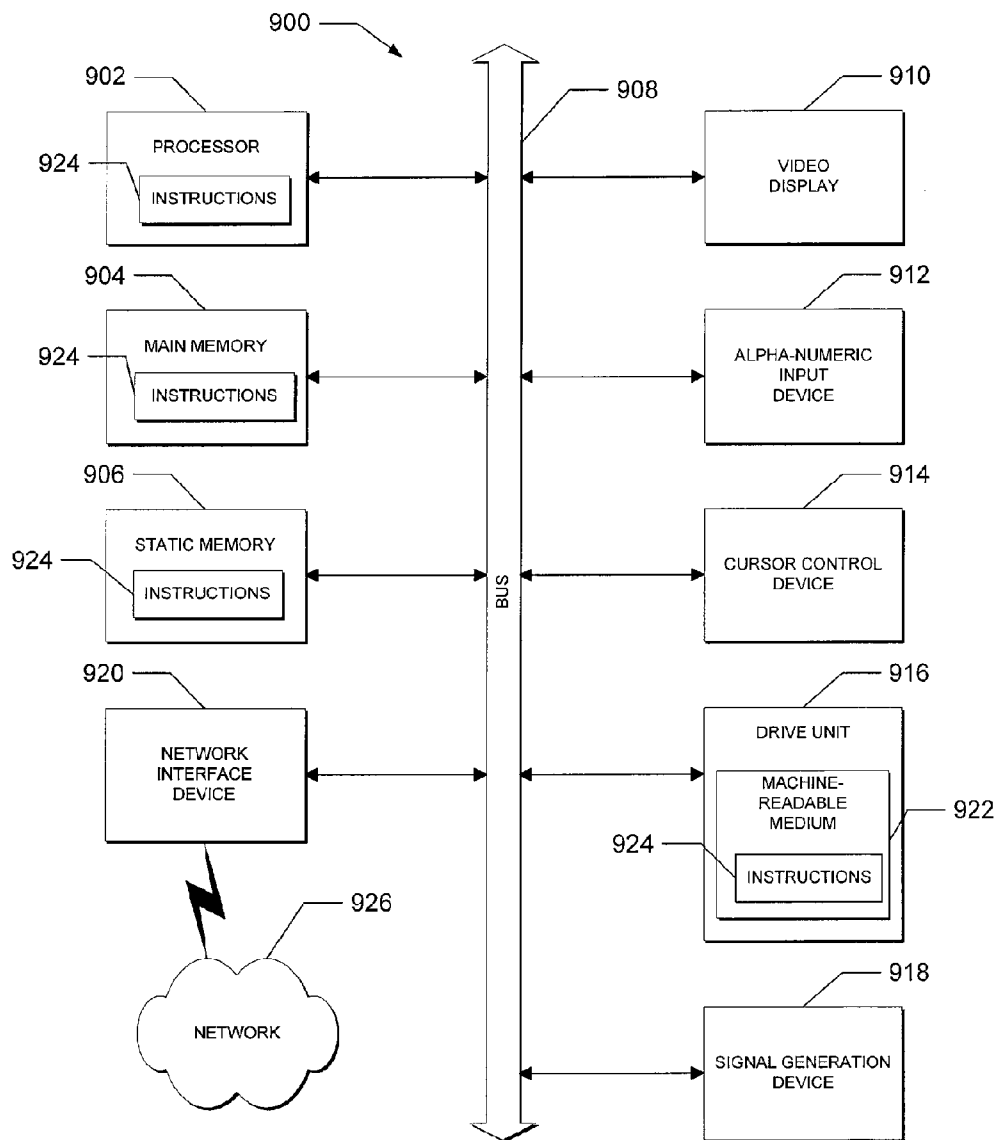 900
902
PROCESSOR
924
INSTRUCTIONS
904
MAIN MEMORY
924
INSTRUCTIONS
906
STATIC MEMORY
924
INSTRUCTIONS
920
NETWORK
INTERFACE
DEVICE
926
NETWORK
908
BUS
910
VIDEO
DISPLAY
912
ALPHA-NUMERIC
INPUT
DEVICE
914
CURSOR CONTROL
DEVICE
916
DRIVE UNIT
MACHINE-
READABLE
MEDIUM
922
924
INSTRUCTIONS
918
SIGNAL GENERATION
DEVICE